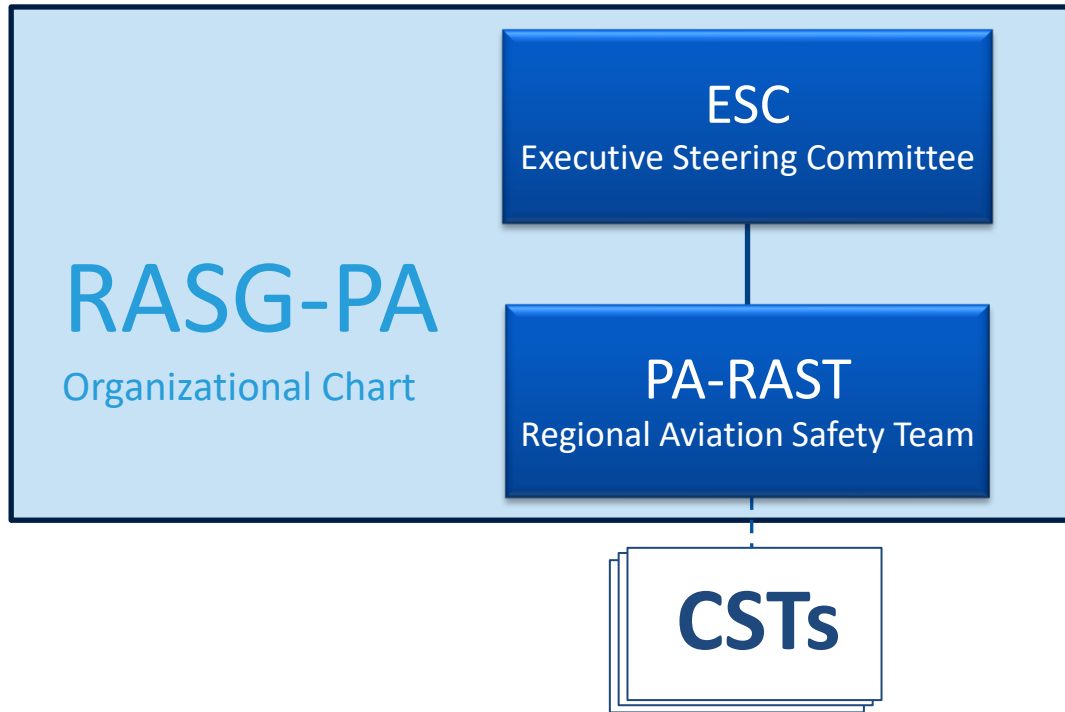 ESC
Executive Steering Committee
RASG-PA
Organizational Chart
PA-RAST
Regional Aviation Safety Team
CSTs